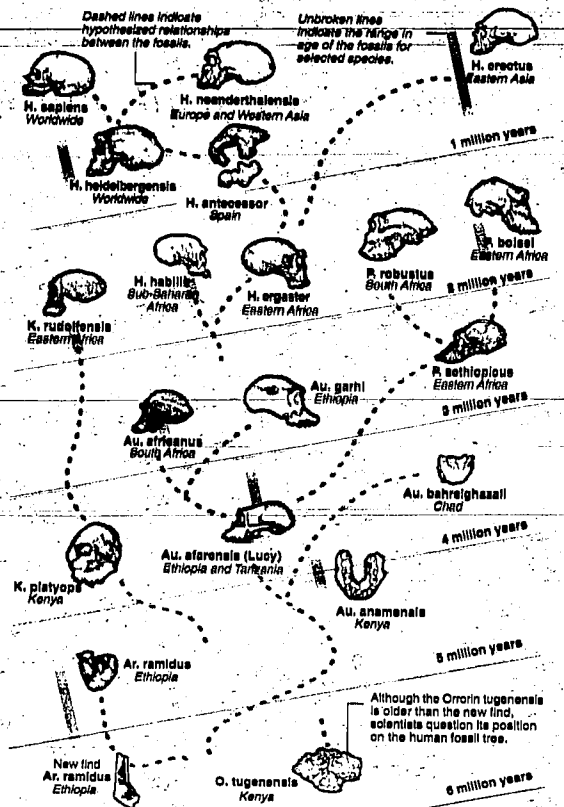 Dashed lines indicate
hypothesized relationships
between the fossils.
Unbroken lines
indicate the range in
age of the fossils for
selected species.
H. erectus
Eastern Asia
H. sapiens
Worldwide
H. neanderthalensis
Europe and Western Asia
1 million years
H. heidelbergensis
Worldwide
H. antecessor
Spain
P. boisei
Eastern Africa
H. habilis
Sub-Saharan
Africa
H. ergaster
Eastern Africa
P. robustus
South Africa
2 million years
K. rudolfensis
Eastern Africa
P. aethiopicus
Eastern Africa
Au. garhi
Ethiopia
3 million years
Au. africanus
South Africa
Au. bahrelghazali
Chad
4 million years
Au. afarensis (Lucy)
Ethiopia and Tanzania
K. platyops
Kenya
Au. anamensis
Kenya
5 million years
Ar. ramidus
Ethiopia
Although the Orrorin tugenensis
is older than the new find,
scientists question its position
on the human fossil tree.
New find
Ar. ramidus
Ethiopia
O. tugenensis
Kenya
6 million years